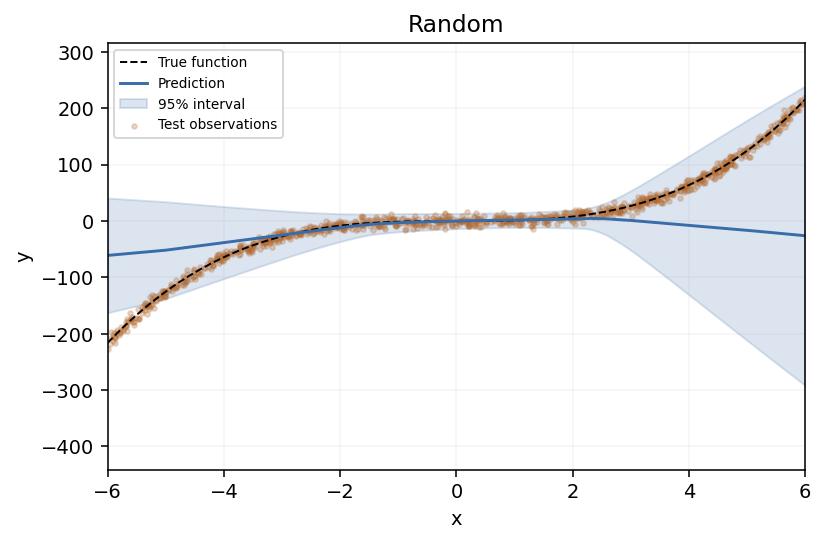 Random
300
200
100
0
−100
−200
−300
−400
y
True function
Prediction
95% interval
Test observations
−6
−4
−2
0
2
4
6
x